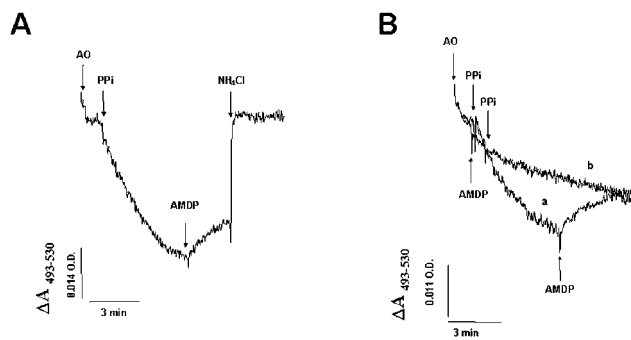 A
AO
PPi
NH₄Cl
AMDP
ΔA 493-530
0.014 O.D.
3 min
B
AO
PPi
PPi
b
AMDP
a
AMDP
ΔA 493-530
0.011 O.D.
3 min